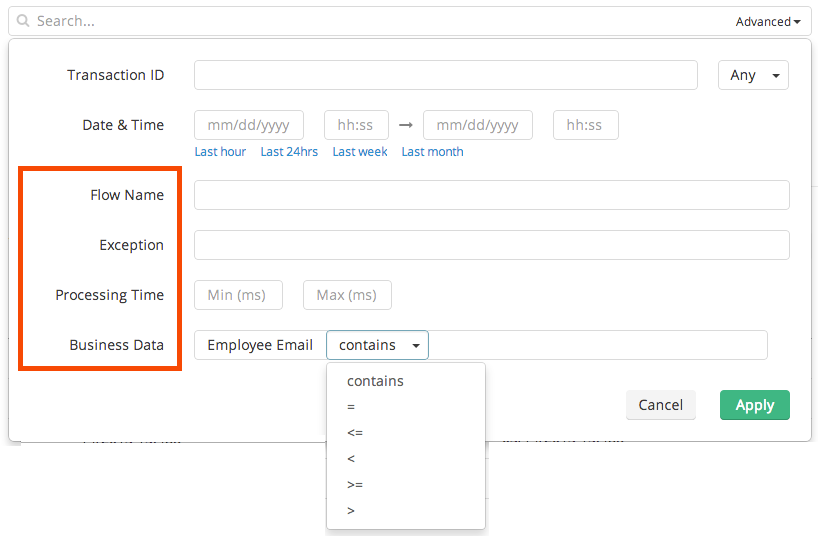 Search... Advanced
Transaction ID Any
Date & Time mm/dd/yyyy hh:ss → mm/dd/yyyy hh:ss
Last hour Last 24hrs Last week Last month
Flow Name
Exception
Processing Time Min (ms) Max (ms)
Business Data Employee Email contains
contains
=
<=
<
>=
>
Cancel Apply